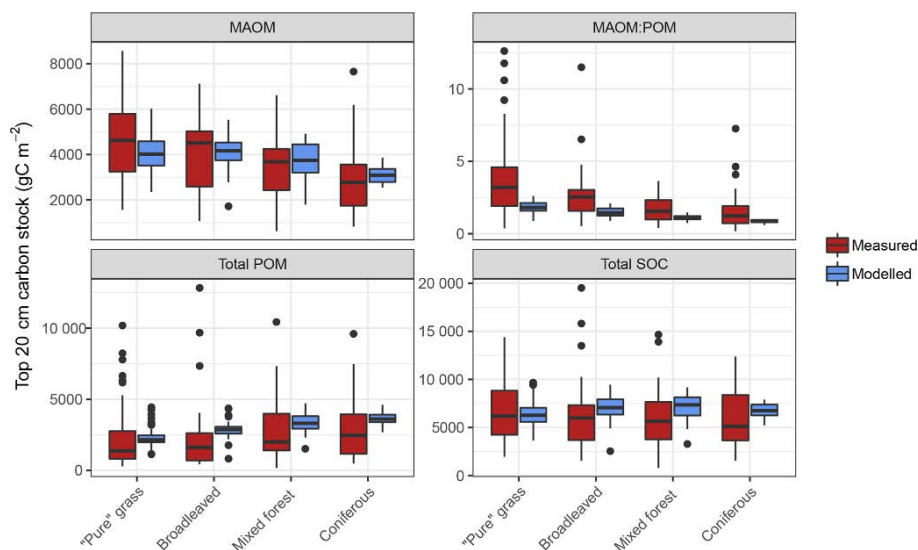 MAOM
MAOM:POM
8000
6000
4000
2000
10
5
0
Top 20 cm carbon stock (gC m−2)
Measured
Modelled
Total POM
Total SOC
10 000
5000
0
20 000
15 000
10 000
5000
0
"Pure" grass
Broadleaved
Mixed forest
Coniferous
"Pure" grass
Broadleaved
Mixed forest
Coniferous